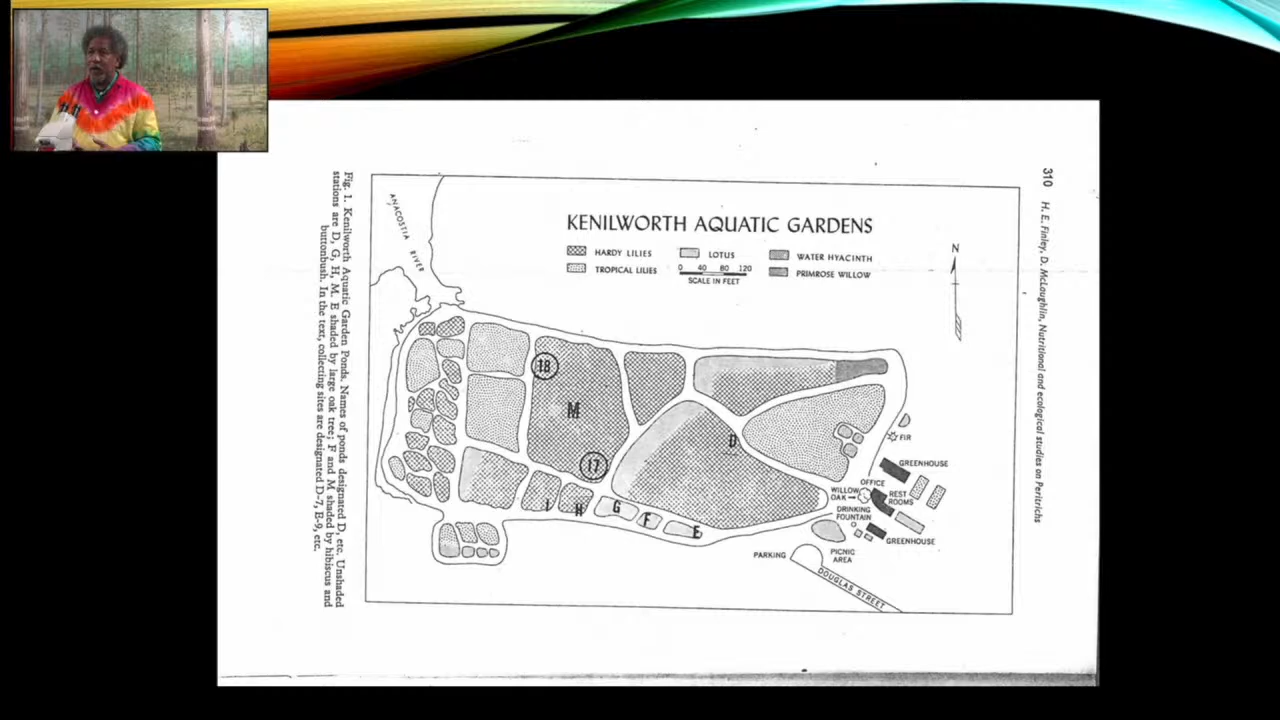 310
H. E. Finley, D. McLaughlin, Nutritional and ecological studies on Peritrichs
KENILWORTH AQUATIC GARDENS
HARDY LILIES
LOTUS
WATER HYACINTH
TROPICAL LILIES
0 40 80 120
SCALE IN FEET
PRIMROSE WILLOW
N
ANACOSTIA RIVER
18
M
17
D
I
H
G
F
E
FIR
GREENHOUSE
OFFICE
WILLOW OAK
REST ROOMS
DRINKING FOUNTAIN
GREENHOUSE
PICNIC AREA
PARKING
DOUGLAS STREET
Fig. 1. Kenilworth Aquatic Garden Ponds. Names of ponds designated D, etc. Unshaded
stations are D, G, H, M. E shaded by large oak tree; F and M shaded by hibiscus and
buttonbush. In the text, collecting sites are designated D-7, E-9, etc.